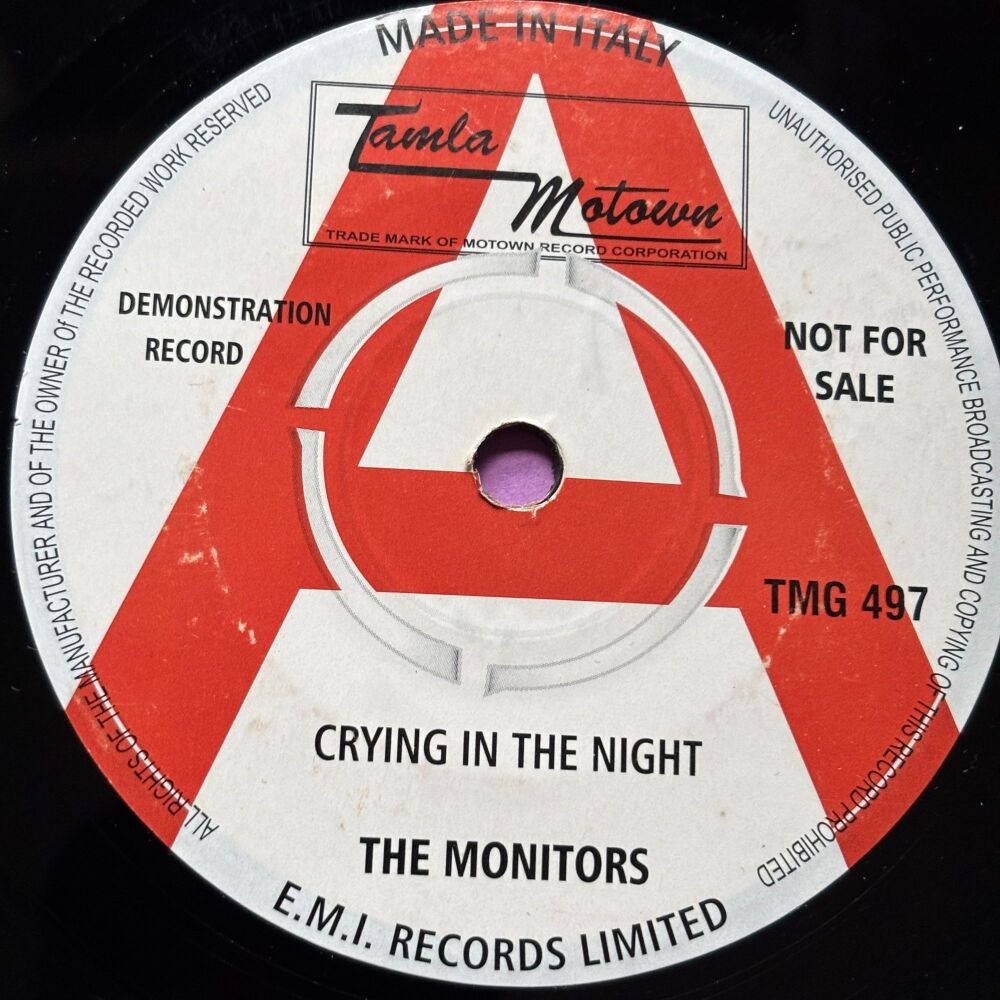 MADE IN ITALY
Tamla
Motown
TRADE MARK OF MOTOWN RECORD CORPORATION
DEMONSTRATION
RECORD
NOT FOR
SALE
TMG 497
CRYING IN THE NIGHT
THE MONITORS
E.M.I. RECORDS LIMITED
ALL RIGHTS OF THE MANUFACTURER AND OF THE OWNER Of THE RECORDED WORK RESERVED
UNAUTHORISED PUBLIC PERFORMANCE BROADCASTING AND COPYING OF THIS RECORD PROHIBITED